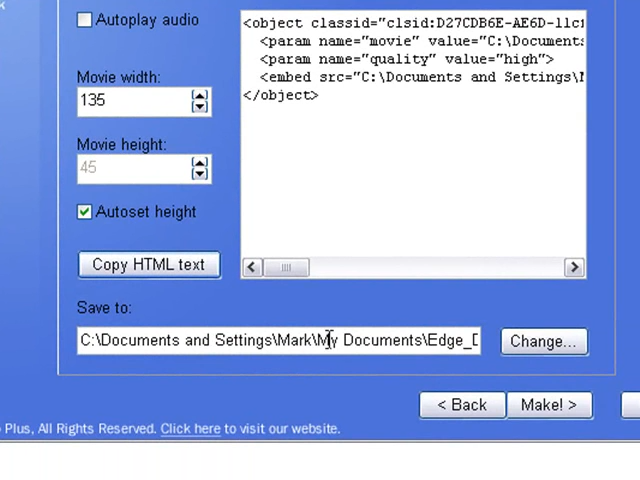 Autoplay audio
Movie width:
135
Movie height:
45
Autoset height
Copy HTML text
<object classid="clsid:D27CDB6E-AE6D-11cf
<param name="movie" value="C:\Documents
<param name="quality" value="high">
<embed src="C:\Documents and Settings\M
</object>
Save to:
C:\Documents and Settings\Mark\My Documents\Edge_D
Change...
< Back
Make! >
Plus, All Rights Reserved. Click here to visit our website.